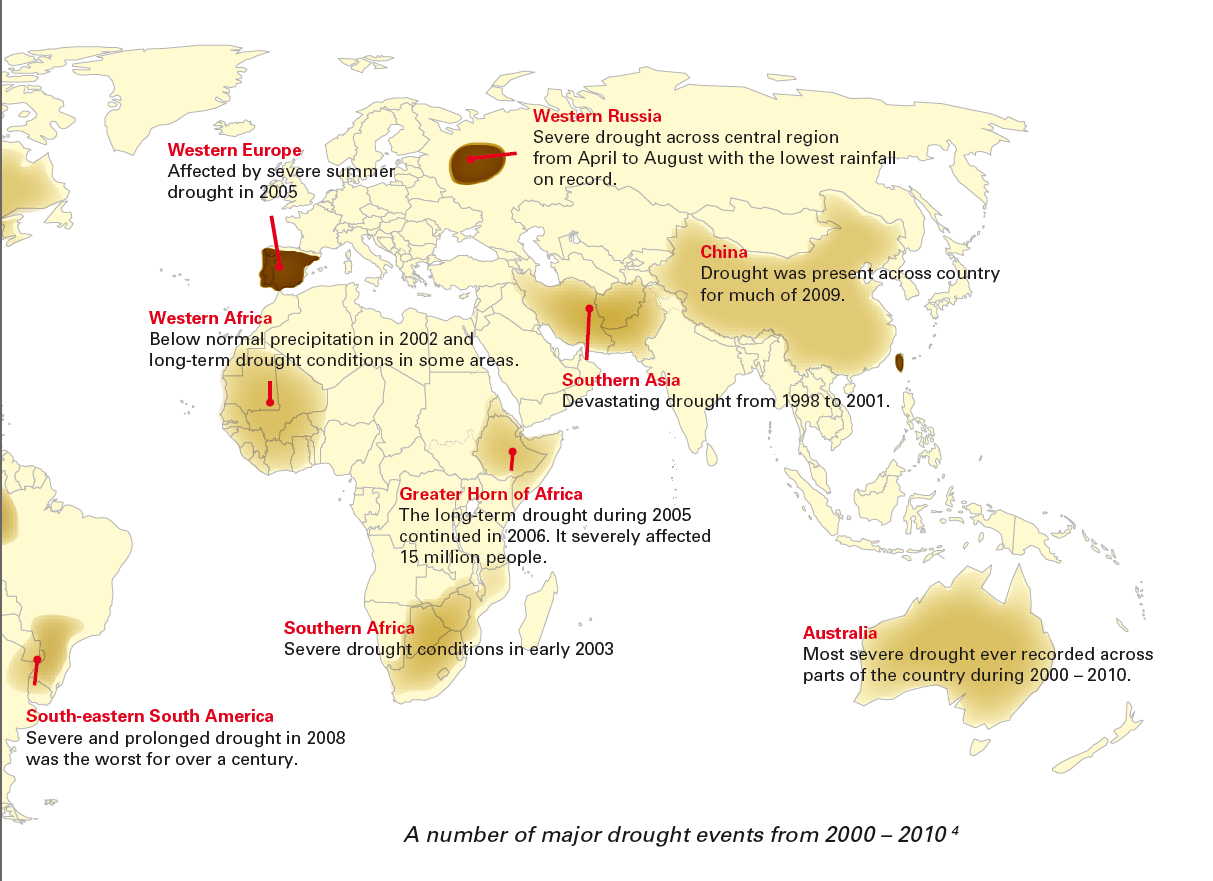 Western Russia
Severe drought across central region
from April to August with the lowest rainfall
on record.
Western Europe
Affected by severe summer
drought in 2005
China
Drought was present across country
for much of 2009.
Western Africa
Below normal precipitation in 2002 and
long-term drought conditions in some areas.
Southern Asia
Devastating drought from 1998 to 2001.
Greater Horn of Africa
The long-term drought during 2005
continued in 2006. It severely affected
15 million people.
Southern Africa
Severe drought conditions in early 2003
Australia
Most severe drought ever recorded across
parts of the country during 2000 – 2010.
South-eastern South America
Severe and prolonged drought in 2008
was the worst for over a century.
A number of major drought events from 2000 – 2010 ⁴